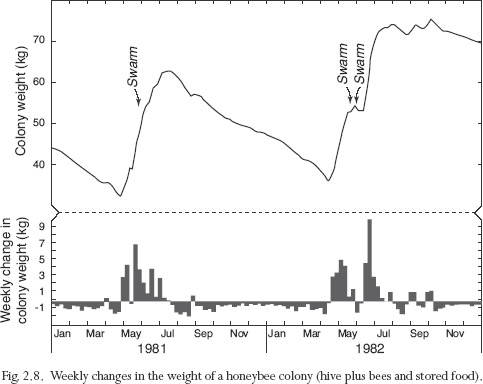 Colony weight (kg)
70
60
50
40
Swarm
Swarm
Swarm
Weekly change in
colony weight (kg)
9
7
5
3
1
-1
Jan Mar May Jul Sep Nov Jan Mar May Jul Sep Nov
1981 1982
Fig. 2.8. Weekly changes in the weight of a honeybee colony (hive plus bees and stored food).